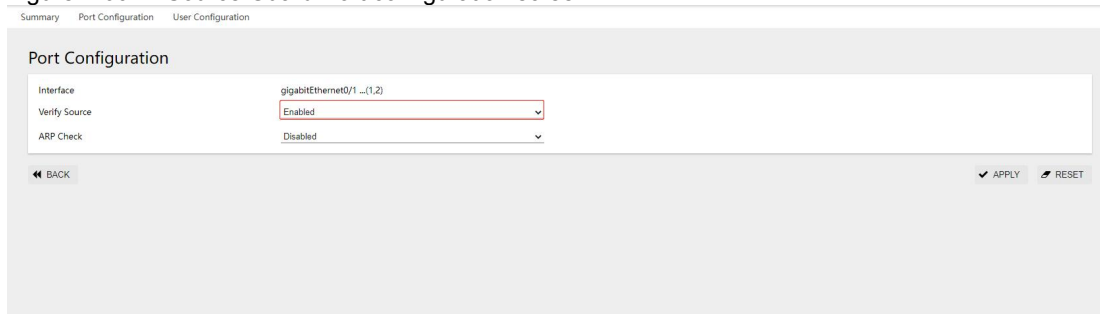 Summary Port Configuration User Configuration
Port Configuration
Interface gigabitEthernet0/1 ...(1,2)
Verify Source Enabled
ARP Check Disabled
BACK APPLY RESET